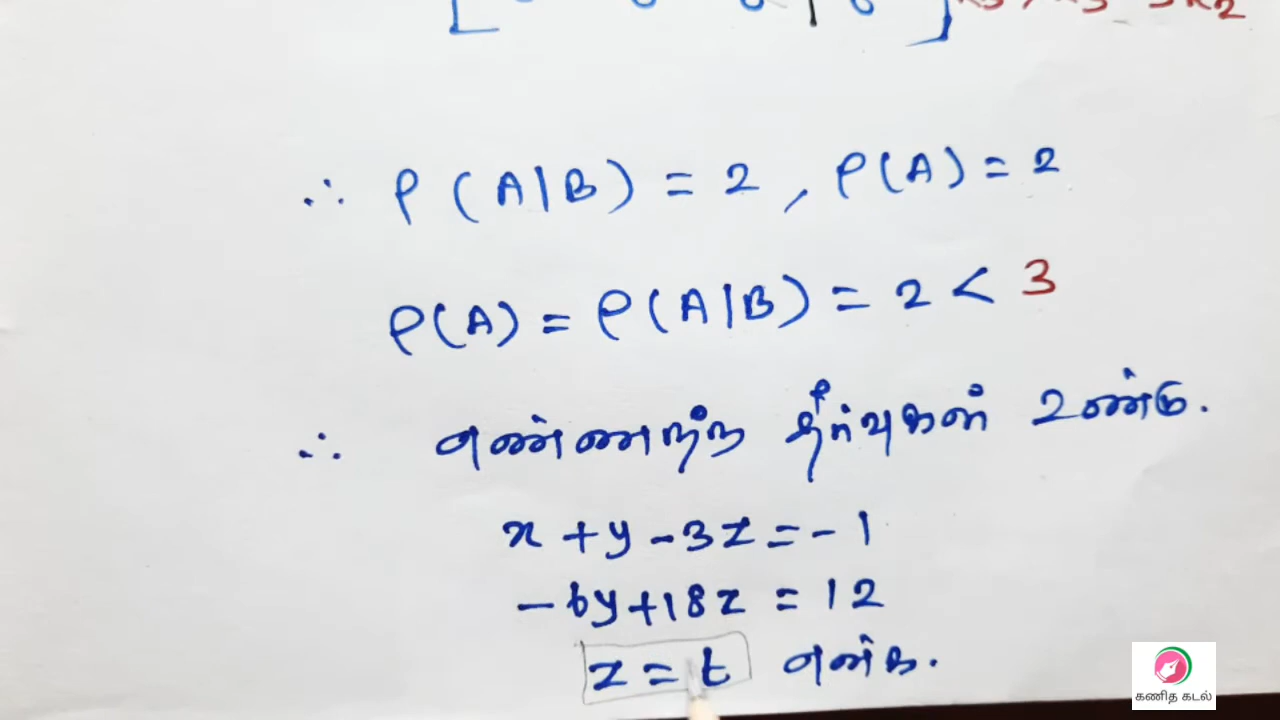 ∴ ρ(A|B) = 2, ρ(A) = 2
ρ(A) = ρ(A|B) = 2 < 3
∴ எண்ணற்ற தீர்வுகள் உண்டு.
x + y - 3z = -1
-6y + 18z = 12
z = t என்க.
கணித கடல்